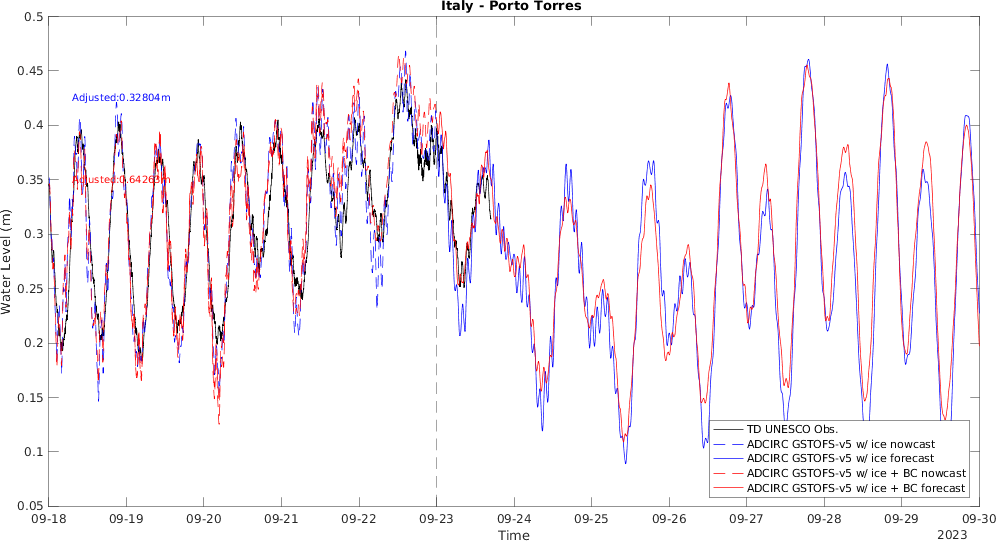 Italy - Porto Torres
0.5
0.45
0.4
0.35
0.3
0.25
0.2
0.15
0.1
0.05
Water Level (m)
Adjusted:0.32804m
Adjusted:0.64263m
TD UNESCO Obs.
ADCIRC GSTOFS-v5 w/ ice nowcast
ADCIRC GSTOFS-v5 w/ ice forecast
ADCIRC GSTOFS-v5 w/ ice + BC nowcast
ADCIRC GSTOFS-v5 w/ ice + BC forecast
09-18 09-19 09-20 09-21 09-22 09-23 09-24 09-25 09-26 09-27 09-28 09-29 09-30
Time
2023